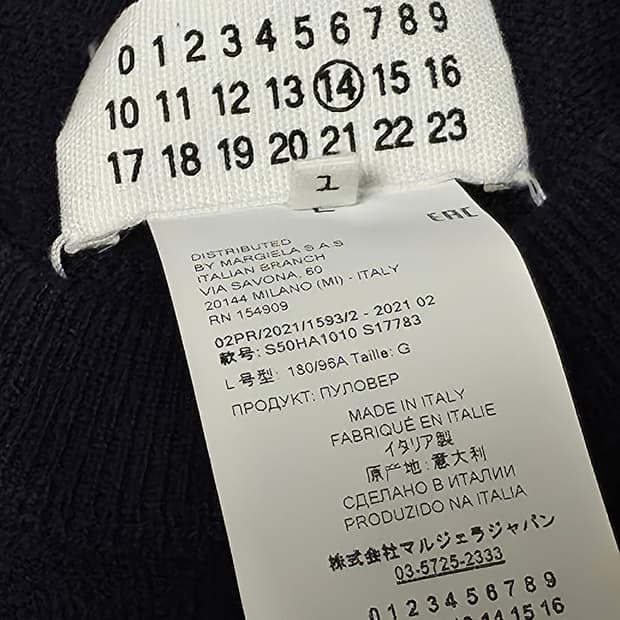 0 1 2 3 4 5 6 7 8 9
10 11 12 13 14 15 16
17 18 19 20 21 22 23
1
EAC
DISTRIBUTED
BY MARGIELA S.A.S
ITALIAN BRANCH
VIA SAVONA, 60
20144 MILANO (MI) - ITALY
RN 154909
02PR/2021/1593/2 - 2021 02
款号: S50HA1010 S17783
L 号型: 180/96A Taille: G
ПРОДУКТ: ПУЛОВЕР
MADE IN ITALY
FABRIQUÉ EN ITALIE
イタリア製
原产地: 意大利
СДЕЛАНО В ИТАЛИИ
PRODUZIDO NA ITALIA
株式会社マルジェラジャパン
03-5725-2333
0 1 2 3 4 5 6 7 8 9
14 15 16